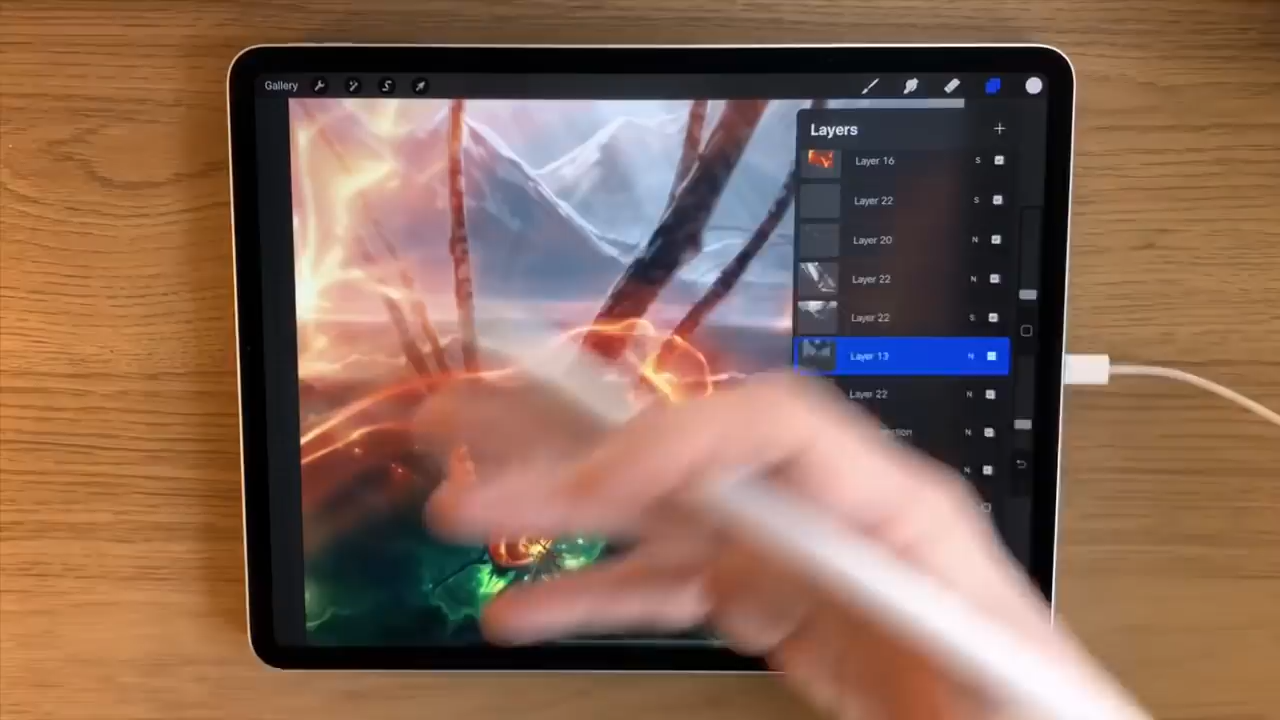 Gallery
Layers
Layer 16 S
Layer 22 S
Layer 20 N
Layer 22 N
Layer 22 S
Layer 13 N
Layer 22 N
N
N